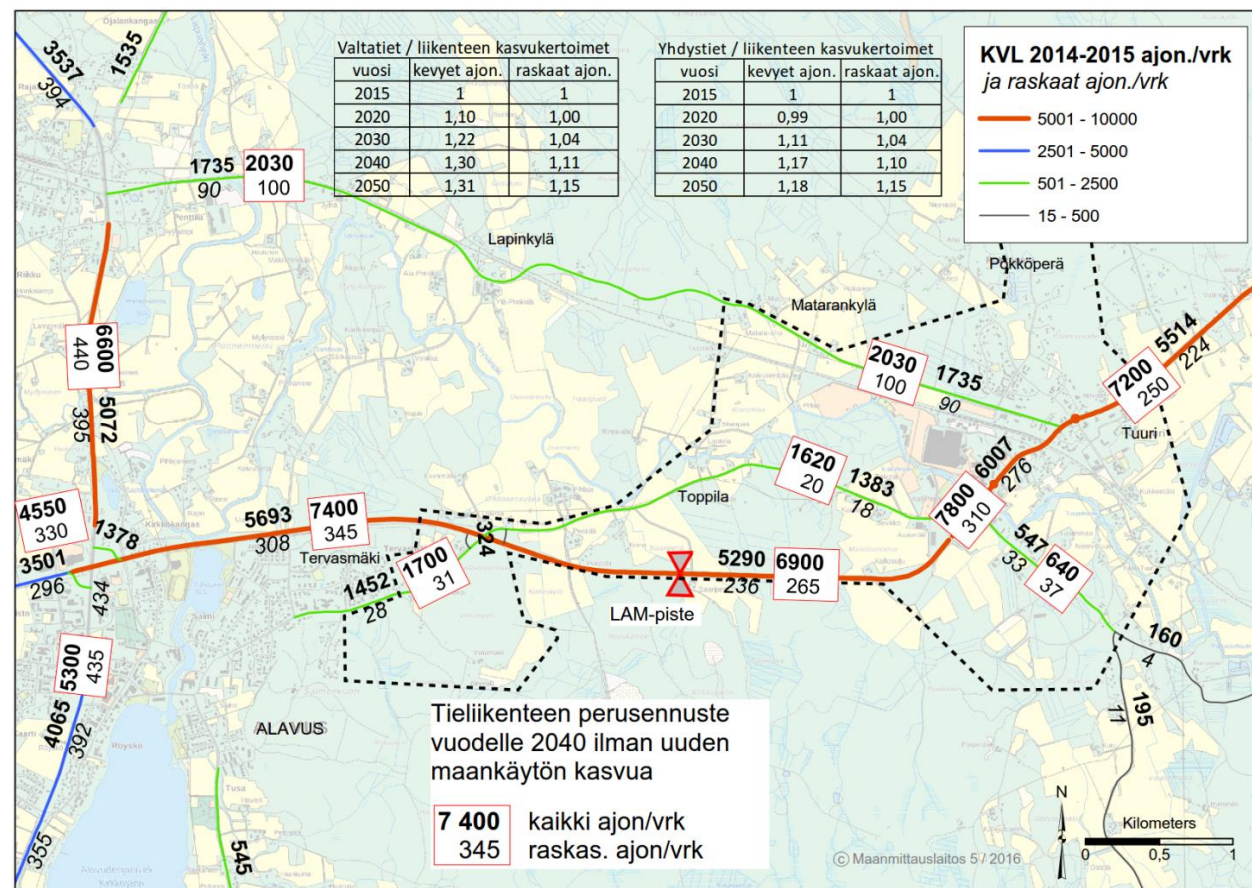 Ojalankangas
3537
394
1535
Valtatiet / liikenteen kasvukertoimet
vuosi kevyet ajon. raskaat ajon.
2015 1 1
2020 1,10 1,00
2030 1,22 1,04
2040 1,30 1,11
2050 1,31 1,15
Yhdystiet / liikenteen kasvukertoimet
vuosi kevyet ajon. raskaat ajon.
2015 1 1
2020 0,99 1,00
2030 1,11 1,04
2040 1,17 1,10
2050 1,18 1,15
KVL 2014-2015 ajon./vrk
ja raskaat ajon./vrk
5001 - 10000
2501 - 5000
501 - 2500
15 - 500
1735
90
2030
100
Lapinkylä
Pökköperä
Matarankylä
6600
440
5072
395
2030
100
1735
90
7200
250
5514
224
Tuuri
6007
276
7800
310
1620
20
1383
18
Toppila
547
33
640
37
4550
330
1378
3501
296
434
Kirkkokangas
5693
308
7400
345
Tervasmäki
324
1700
31
1452
28
5290
236
6900
265
LAM-piste
160
4
195
11
5300
435
4065
392
355
Röyskö
ALAVUS
Tusa
545
Tieliikenteen perusennuste
vuodelle 2040 ilman uuden
maankäytön kasvua
7 400 kaikki ajon/vrk
345 raskas. ajon/vrk
N
Kilometers
0 0,5 1
© Maanmittauslaitos 5 / 2016